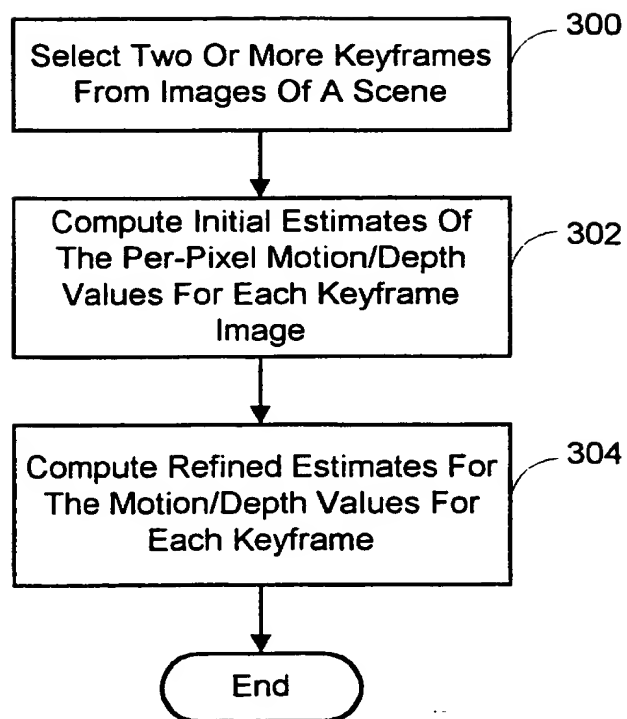 Select Two Or More Keyframes
From Images Of A Scene
300
Compute Initial Estimates Of
The Per-Pixel Motion/Depth
Values For Each Keyframe
Image
302
Compute Refined Estimates For
The Motion/Depth Values For
Each Keyframe
304
End